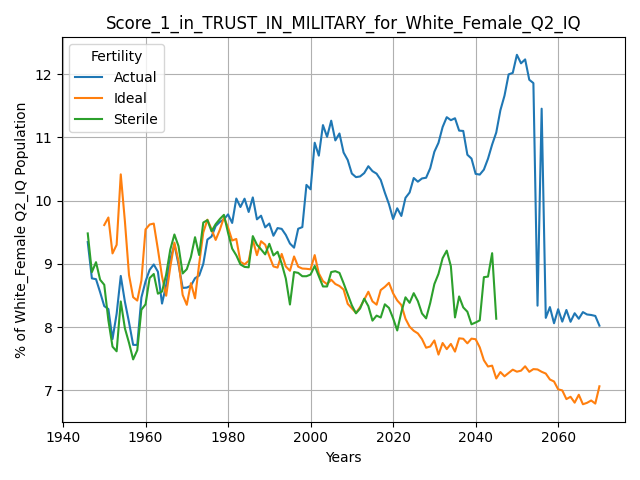 Score_1_in_TRUST_IN_MILITARY_for_White_Female_Q2_IQ
Fertility
Actual
Ideal
Sterile
% of White_Female Q2_IQ Population
12
11
10
9
8
7
1940
1960
1980
2000
2020
2040
2060
Years